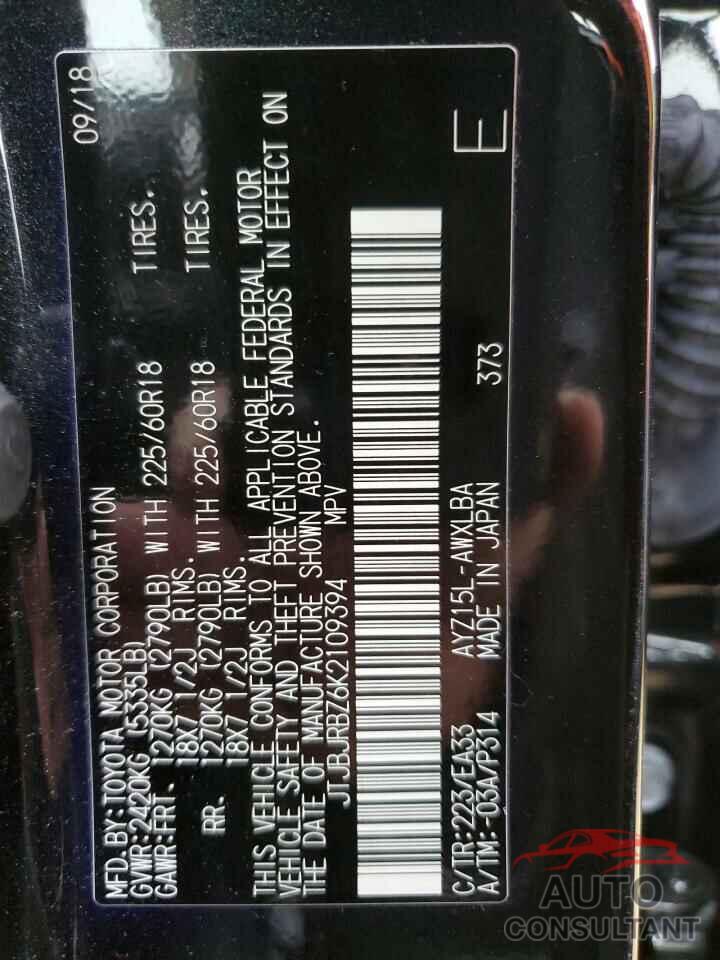 MFD.BY:TOYOTA MOTOR CORPORATION 09/18
GVWR:2420KG (5335LB)
GAWR:FRT. 1270KG (2790LB) WITH 225/60R18 TIRES.
18X7 1/2J RIMS.
RR. 1270KG (2790LB) WITH 225/60R18 TIRES.
18X7 1/2J RIMS.
THIS VEHICLE CONFORMS TO ALL APPLICABLE FEDERAL MOTOR
VEHICLE SAFETY AND THEFT PREVENTION STANDARDS IN EFFECT ON
THE DATE OF MANUFACTURE SHOWN ABOVE.
JTJBJRBZ6K2109394 MPV
C/TR:223/EA33 AYZ15L-AWXLBA
A/TM:-03A/P314 MADE IN JAPAN 373 E
AUTO
CONSULTANT